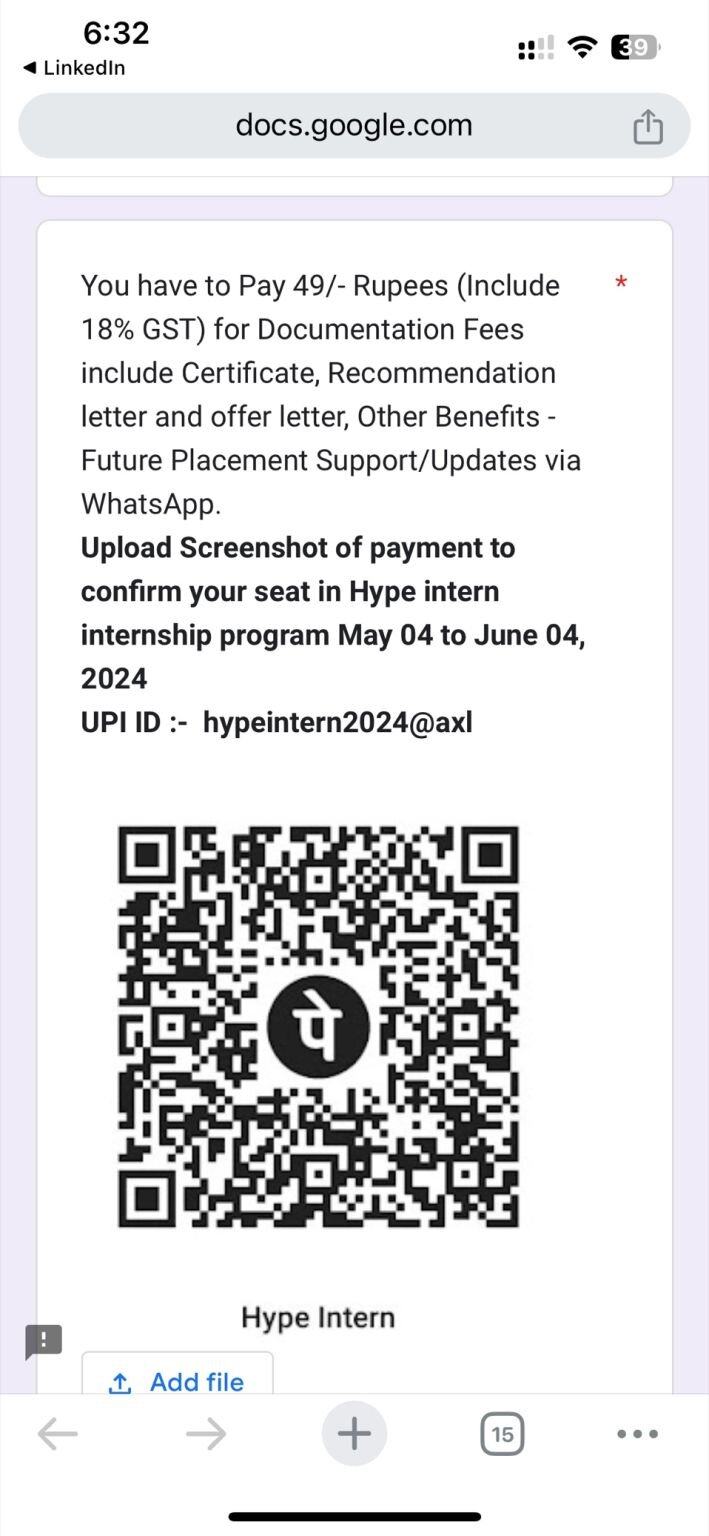 6:32
39
◀ LinkedIn
docs.google.com
You have to Pay 49/- Rupees (Include *
18% GST) for Documentation Fees
include Certificate, Recommendation
letter and offer letter, Other Benefits -
Future Placement Support/Updates via
WhatsApp.
Upload Screenshot of payment to
confirm your seat in Hype intern
internship program May 04 to June 04,
2024
UPI ID :- hypeintern2024@axl
पे
Hype Intern
!
Add file
15